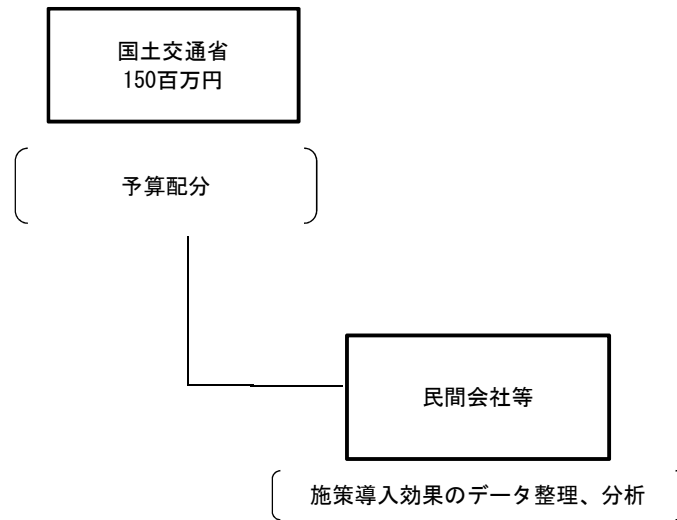 国土交通省
150百万円
予算配分
民間会社等
施策導入効果のデータ整理、分析